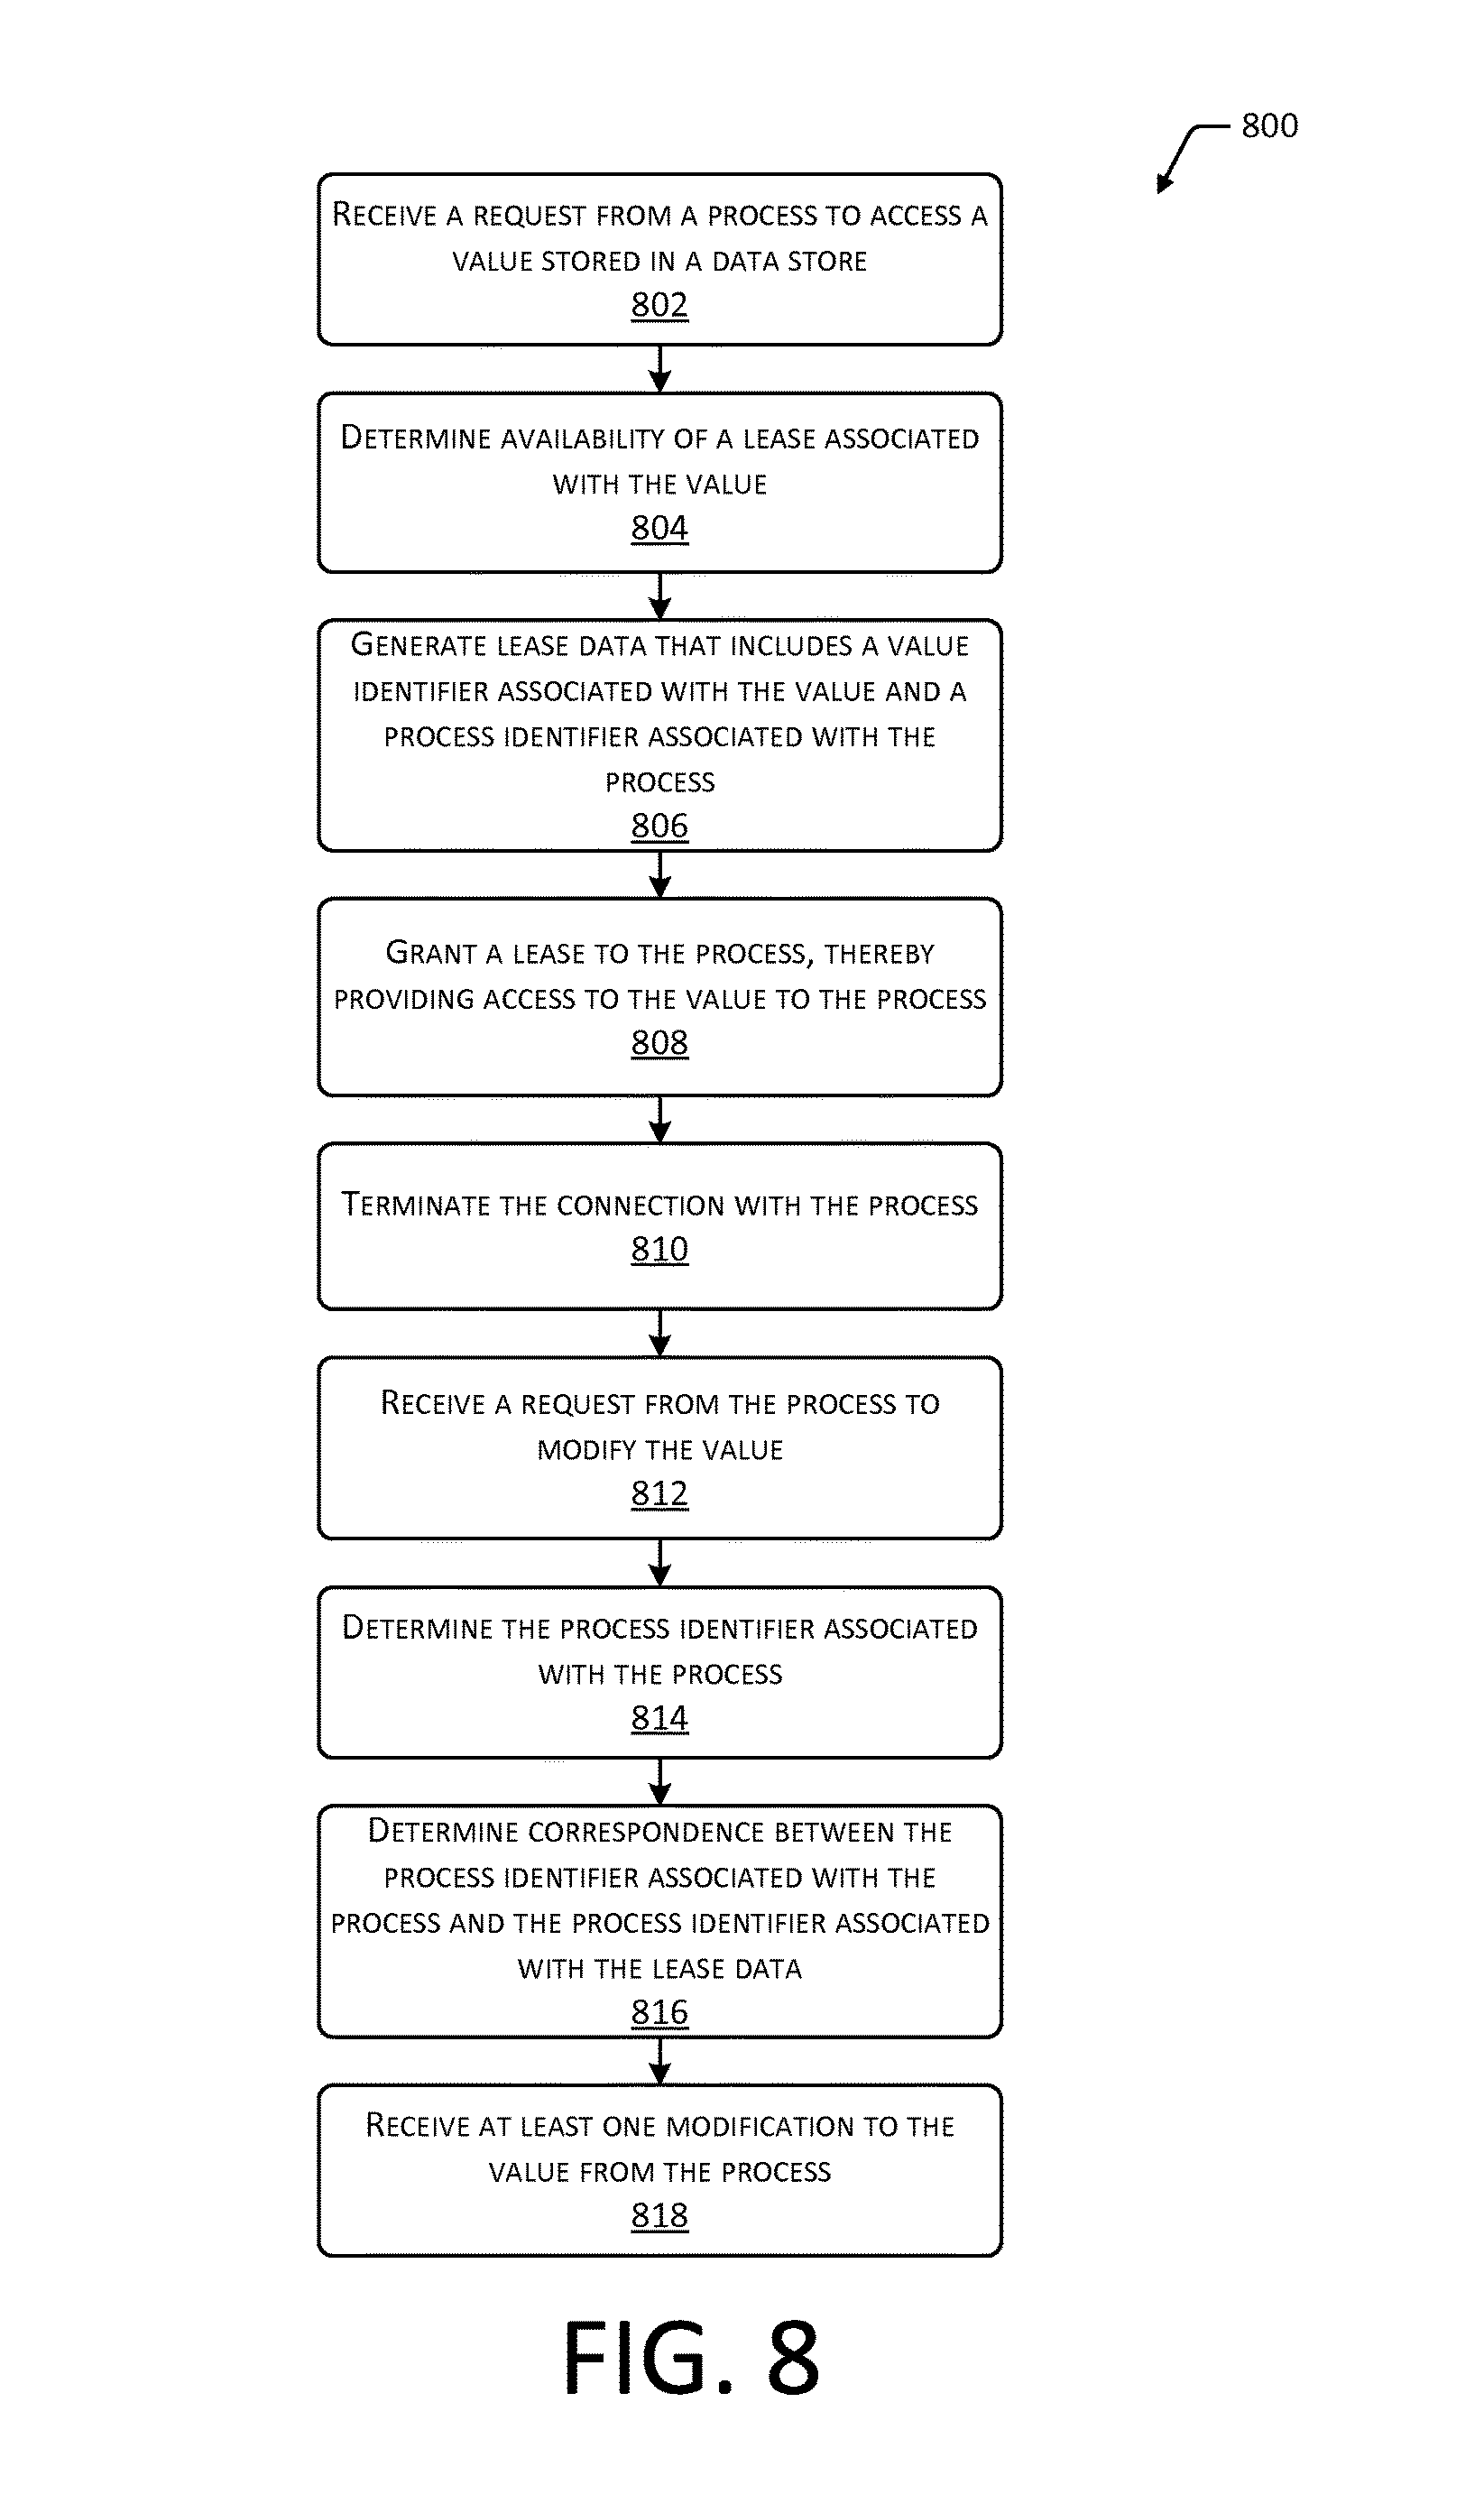 800
RECEIVE A REQUEST FROM A PROCESS TO ACCESS A
VALUE STORED IN A DATA STORE
802
DETERMINE AVAILABILITY OF A LEASE ASSOCIATED
WITH THE VALUE
804
GENERATE LEASE DATA THAT INCLUDES A VALUE
IDENTIFIER ASSOCIATED WITH THE VALUE AND A
PROCESS IDENTIFIER ASSOCIATED WITH THE
PROCESS
806
GRANT A LEASE TO THE PROCESS, THEREBY
PROVIDING ACCESS TO THE VALUE TO THE PROCESS
808
TERMINATE THE CONNECTION WITH THE PROCESS
810
RECEIVE A REQUEST FROM THE PROCESS TO
MODIFY THE VALUE
812
DETERMINE THE PROCESS IDENTIFIER ASSOCIATED
WITH THE PROCESS
814
DETERMINE CORRESPONDENCE BETWEEN THE
PROCESS IDENTIFIER ASSOCIATED WITH THE
PROCESS AND THE PROCESS IDENTIFIER ASSOCIATED
WITH THE LEASE DATA
816
RECEIVE AT LEAST ONE MODIFICATION TO THE
VALUE FROM THE PROCESS
818
FIG. 8